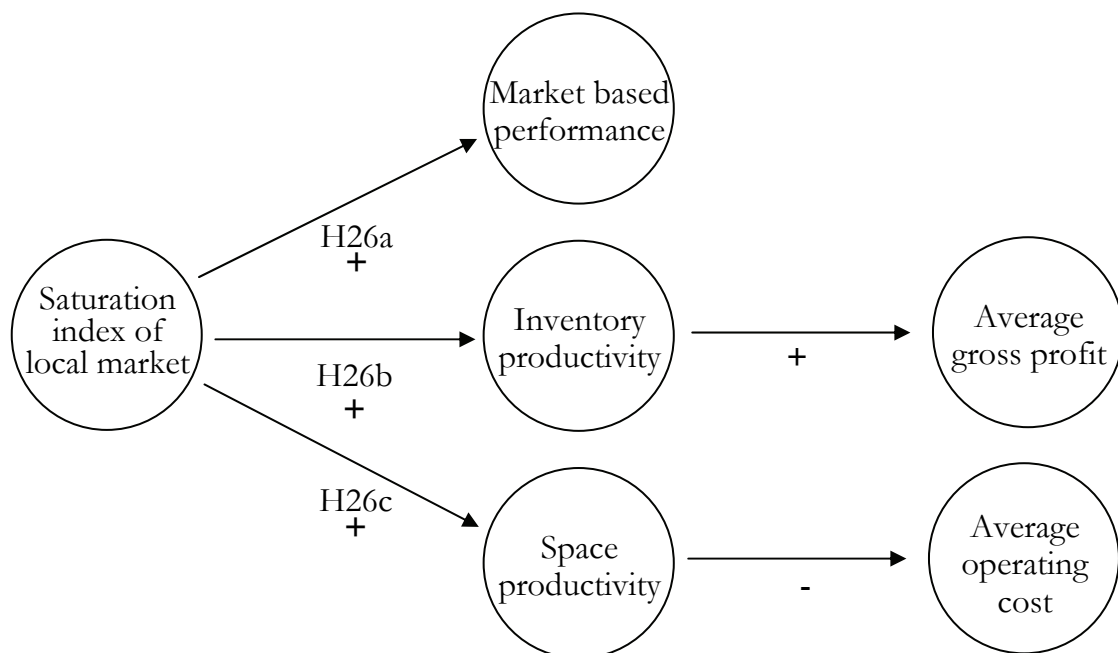 Market based
performance
H26a
+
Saturation
index of
local market
Inventory
productivity
+
Average
gross profit
H26b
+
H26c
+
Space
productivity
-
Average
operating
cost